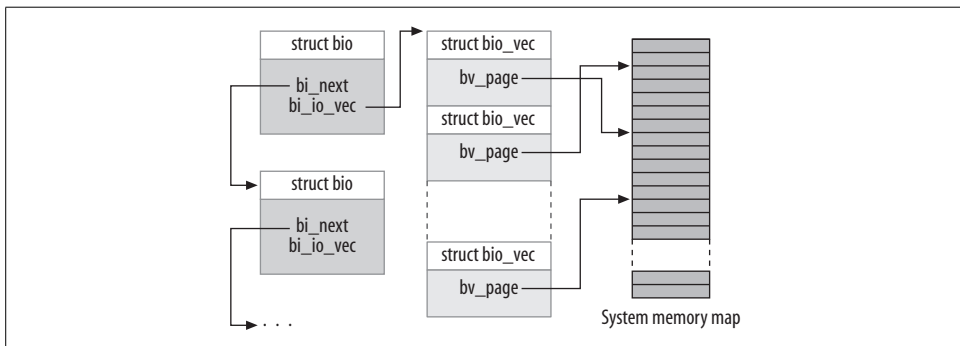 struct bio
bi_next
bi_io_vec
struct bio
bi_next
bi_io_vec
. . .
struct bio_vec
bv_page
struct bio_vec
bv_page
struct bio_vec
bv_page
System memory map